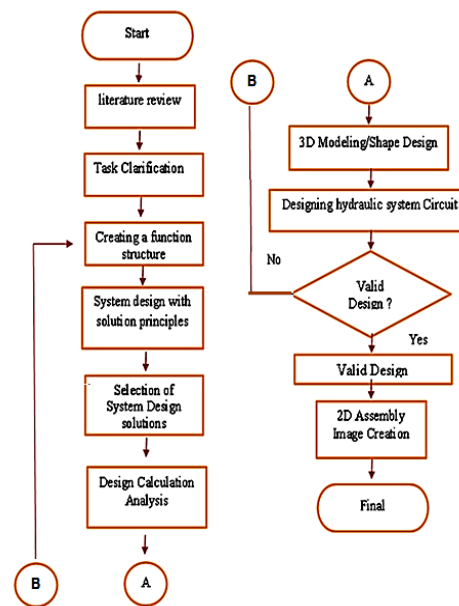 Start
literature review
Task Clarification
Creating a function
structure
System design with
solution principles
Selection of
System Design
solutions
Design Calculation
Analysis
B
A
B
A
3D Modeling/Shape Design
Designing hydraulic system Circuit
No
Valid
Design ?
Yes
Valid Design
2D Assembly
Image Creation
Final